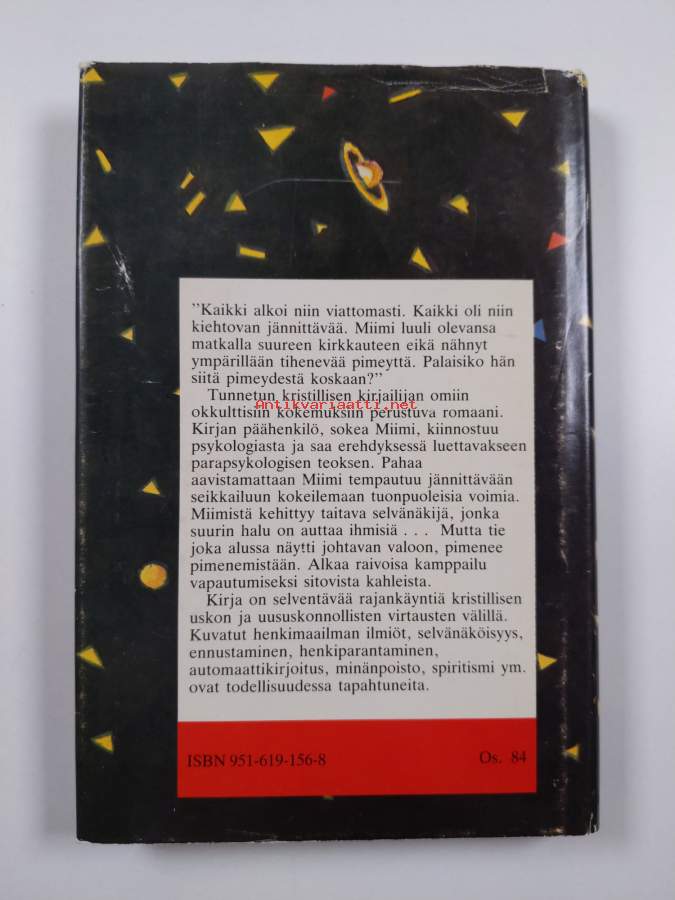 ”Kaikki alkoi niin viattomasti. Kaikki oli niin
kiehtovan jännittävää. Miimi luuli olevansa
matkalla suureen kirkkauteen eikä nähnyt
ympärillään tihenevää pimeyttä. Palaisiko hän
siitä pimeydestä koskaan?”
Tunnetun kristillisen kirjailijan omiin
Antikvariaatti.net
okkulttisiin kokemuksiin perustuva romaani.
Kirjan päähenkilö, sokea Miimi, kiinnostuu
psykologiasta ja saa erehdyksessä luettavakseen
parapsykologisen teoksen. Pahaa
aavistamattaan Miimi tempautuu jännittävään
seikkailuun kokeilemaan tuonpuoleisia voimia.
Miimistä kehittyy taitava selvänäkijä, jonka
suurin halu on auttaa ihmisiä . . . Mutta tie
joka alussa näytti johtavan valoon, pimenee
pimenemistään. Alkaa raivoisa kamppailu
vapautumiseksi sitovista kahleista.
Kirja on selventävää rajankäyntiä kristillisen
uskon ja uususkonnollisten virtausten välillä.
Kuvatut henkimaailman ilmiöt, selvänäköisyys,
ennustaminen, henkiparantaminen,
automaattikirjoitus, minänpoisto, spiritismi ym.
ovat todellisuudessa tapahtuneita.
ISBN 951-619-156-8 Os. 84